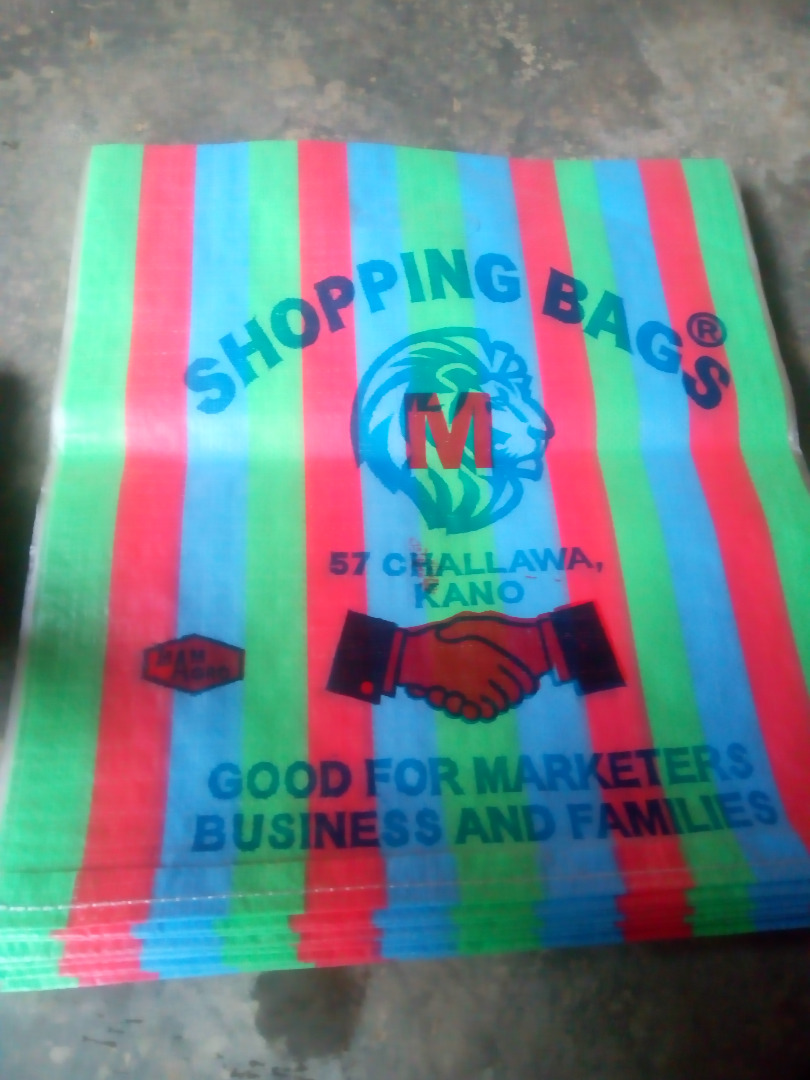 SHOPPING BAGS®
M
57 CHALLAWA,
KANO
GOOD FOR MARKETERS
BUSINESS AND FAMILIES